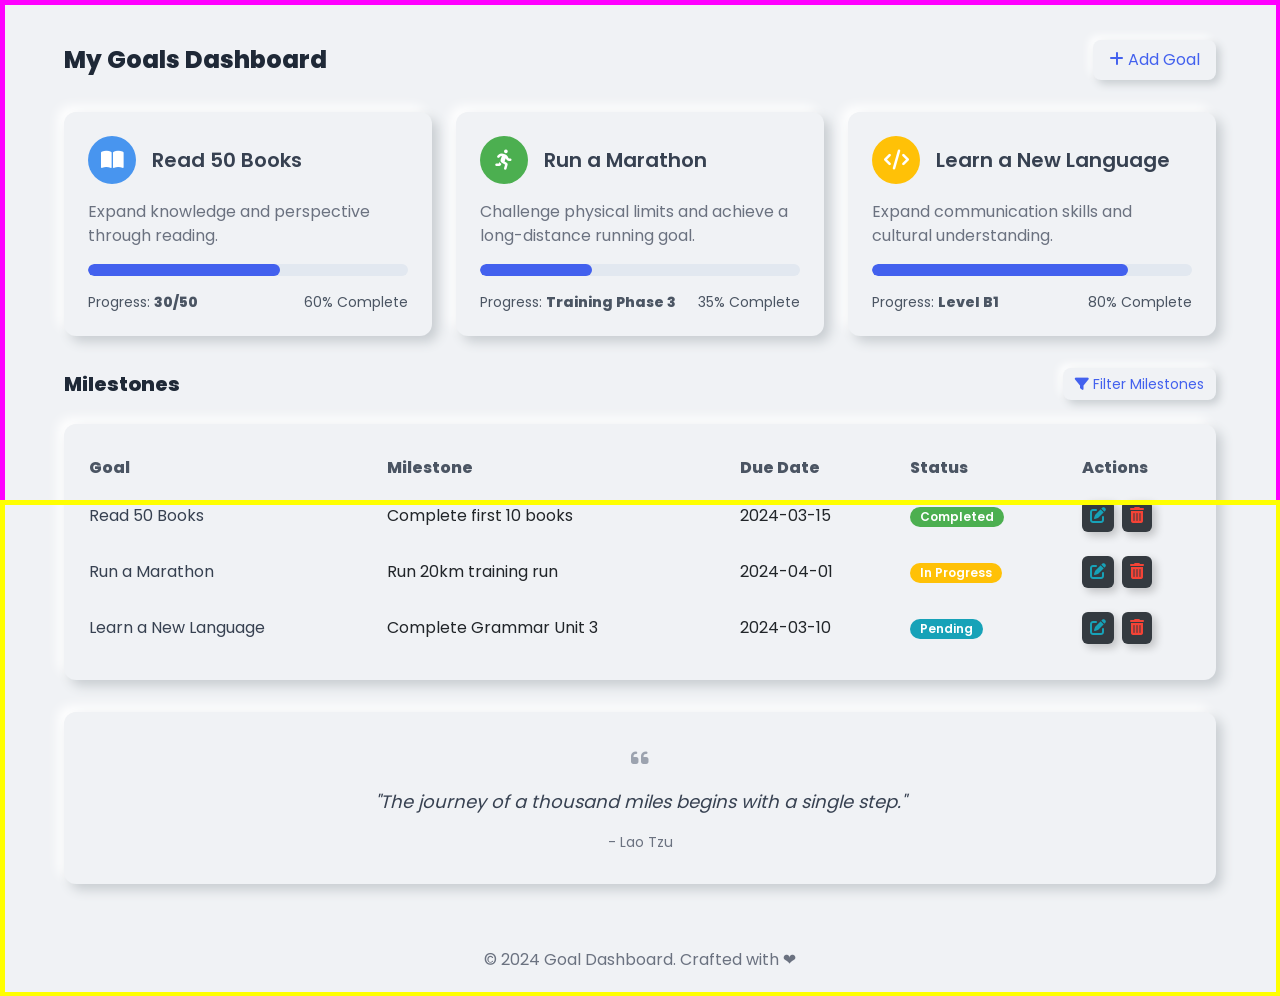 My Goals Dashboard
Add Goal
Read 50 Books
Expand knowledge and perspective
through reading.
Progress: 30/50 60% Complete
Run a Marathon
Challenge physical limits and achieve a
long-distance running goal.
Progress: Training Phase 3 35% Complete
Learn a New Language
Expand communication skills and
cultural understanding.
Progress: Level B1 80% Complete
Milestones
Filter Milestones
Goal Milestone Due Date Status Actions
Read 50 Books Complete first 10 books 2024-03-15 Completed
Run a Marathon Run 20km training run 2024-04-01 In Progress
Learn a New Language Complete Grammar Unit 3 2024-03-10 Pending
"The journey of a thousand miles begins with a single step."
- Lao Tzu
© 2024 Goal Dashboard. Crafted with ❤